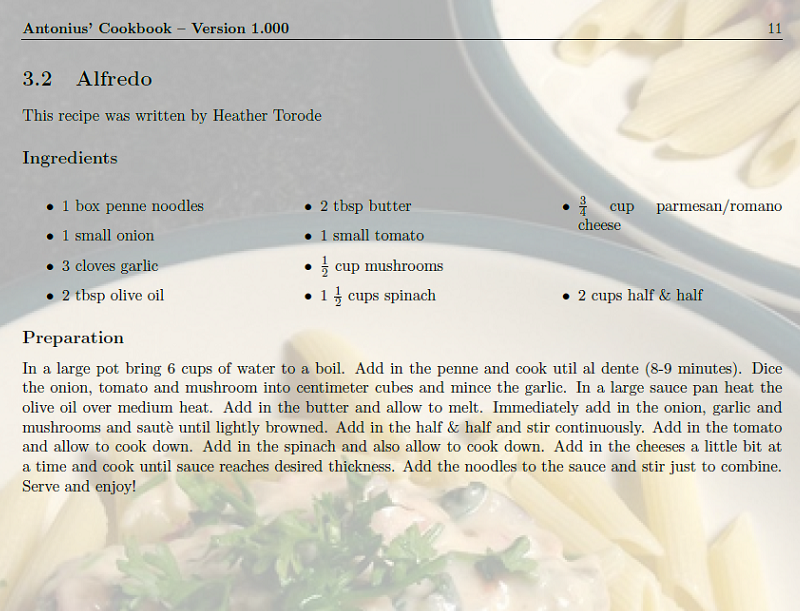 Antonius' Cookbook – Version 1.000 11
3.2 Alfredo
This recipe was written by Heather Torode
Ingredients
• 1 box penne noodles
• 1 small onion
• 3 cloves garlic
• 2 tbsp olive oil
• 2 tbsp butter
• 1 small tomato
• 1/2 cup mushrooms
• 1 1/2 cups spinach
• 3/4 cup parmesan/romano
cheese
• 2 cups half & half
Preparation
In a large pot bring 6 cups of water to a boil. Add in the penne and cook util al dente (8-9 minutes). Dice
the onion, tomato and mushroom into centimeter cubes and mince the garlic. In a large sauce pan heat the
olive oil over medium heat. Add in the butter and allow to melt. Immediately add in the onion, garlic and
mushrooms and sautè until lightly browned. Add in the half & half and stir continuously. Add in the tomato
and allow to cook down. Add in the spinach and also allow to cook down. Add in the cheeses a little bit at
a time and cook until sauce reaches desired thickness. Add the noodles to the sauce and stir just to combine.
Serve and enjoy!